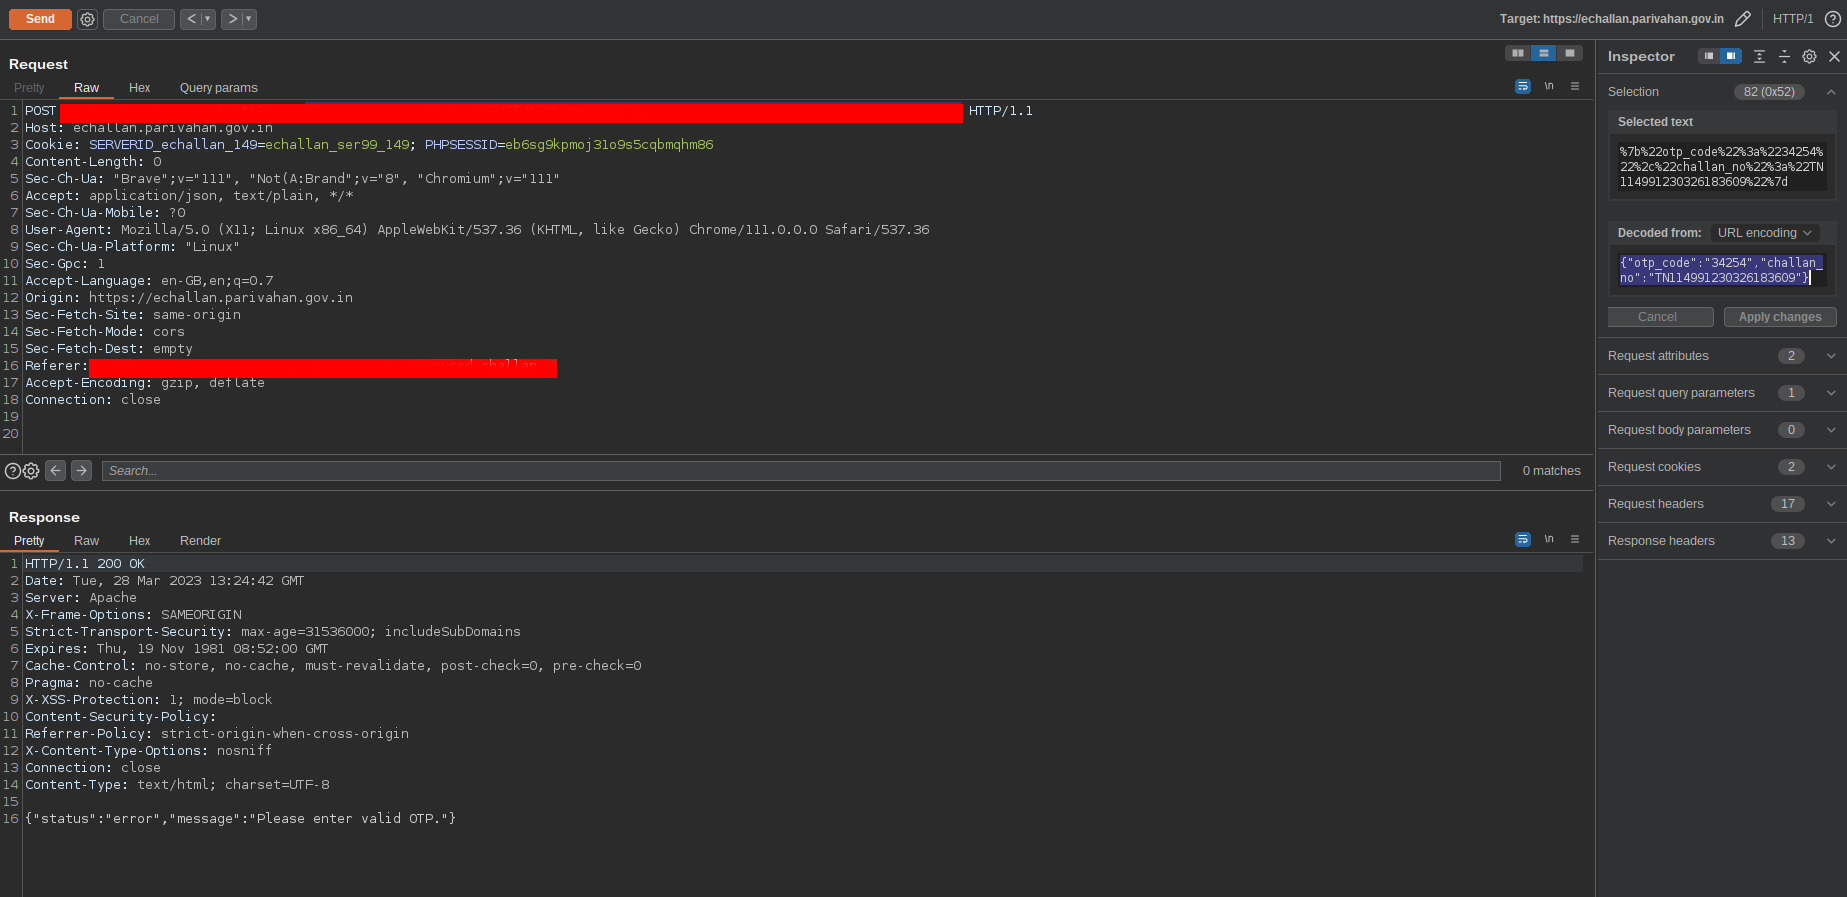 Send Cancel < ▾ > ▾ Target: https://echallan.parivahan.gov.in HTTP/1
Request
Pretty Raw Hex Query params \n
1 POST HTTP/1.1
2 Host: echallan.parivahan.gov.in
3 Cookie: SERVERID_echallan_149=echallan_ser99_149; PHPSESSID=eb6sg9kpmoj31o9s5cqbmqhm86
4 Content-Length: 0
5 Sec-Ch-Ua: "Brave";v="111", "Not(A:Brand";v="8", "Chromium";v="111"
6 Accept: application/json, text/plain, */*
7 Sec-Ch-Ua-Mobile: ?0
8 User-Agent: Mozilla/5.0 (X11; Linux x86_64) AppleWebKit/537.36 (KHTML, like Gecko) Chrome/111.0.0.0 Safari/537.36
9 Sec-Ch-Ua-Platform: "Linux"
10 Sec-Gpc: 1
11 Accept-Language: en-GB,en;q=0.7
12 Origin: https://echallan.parivahan.gov.in
13 Sec-Fetch-Site: same-origin
14 Sec-Fetch-Mode: cors
15 Sec-Fetch-Dest: empty
16 Referer:
17 Accept-Encoding: gzip, deflate
18 Connection: close
19
20
Search... 0 matches
Response
Pretty Raw Hex Render \n
1 HTTP/1.1 200 OK
2 Date: Tue, 28 Mar 2023 13:24:42 GMT
3 Server: Apache
4 X-Frame-Options: SAMEORIGIN
5 Strict-Transport-Security: max-age=31536000; includeSubDomains
6 Expires: Thu, 19 Nov 1981 08:52:00 GMT
7 Cache-Control: no-store, no-cache, must-revalidate, post-check=0, pre-check=0
8 Pragma: no-cache
9 X-XSS-Protection: 1; mode=block
10 Content-Security-Policy:
11 Referrer-Policy: strict-origin-when-cross-origin
12 X-Content-Type-Options: nosniff
13 Connection: close
14 Content-Type: text/html; charset=UTF-8
15
16 {"status":"error","message":"Please enter valid OTP."}
Inspector
Selection 82 (0x52)
Selected text
%7b%22otp_code%22%3a%2234254%
22%2c%22challan_no%22%3a%22TN
114991230326183609%22%7d
Decoded from: URL encoding
{"otp_code":"34254","challan_
no":"TN114991230326183609"}
Cancel Apply changes
Request attributes 2
Request query parameters 1
Request body parameters 0
Request cookies 2
Request headers 17
Response headers 13